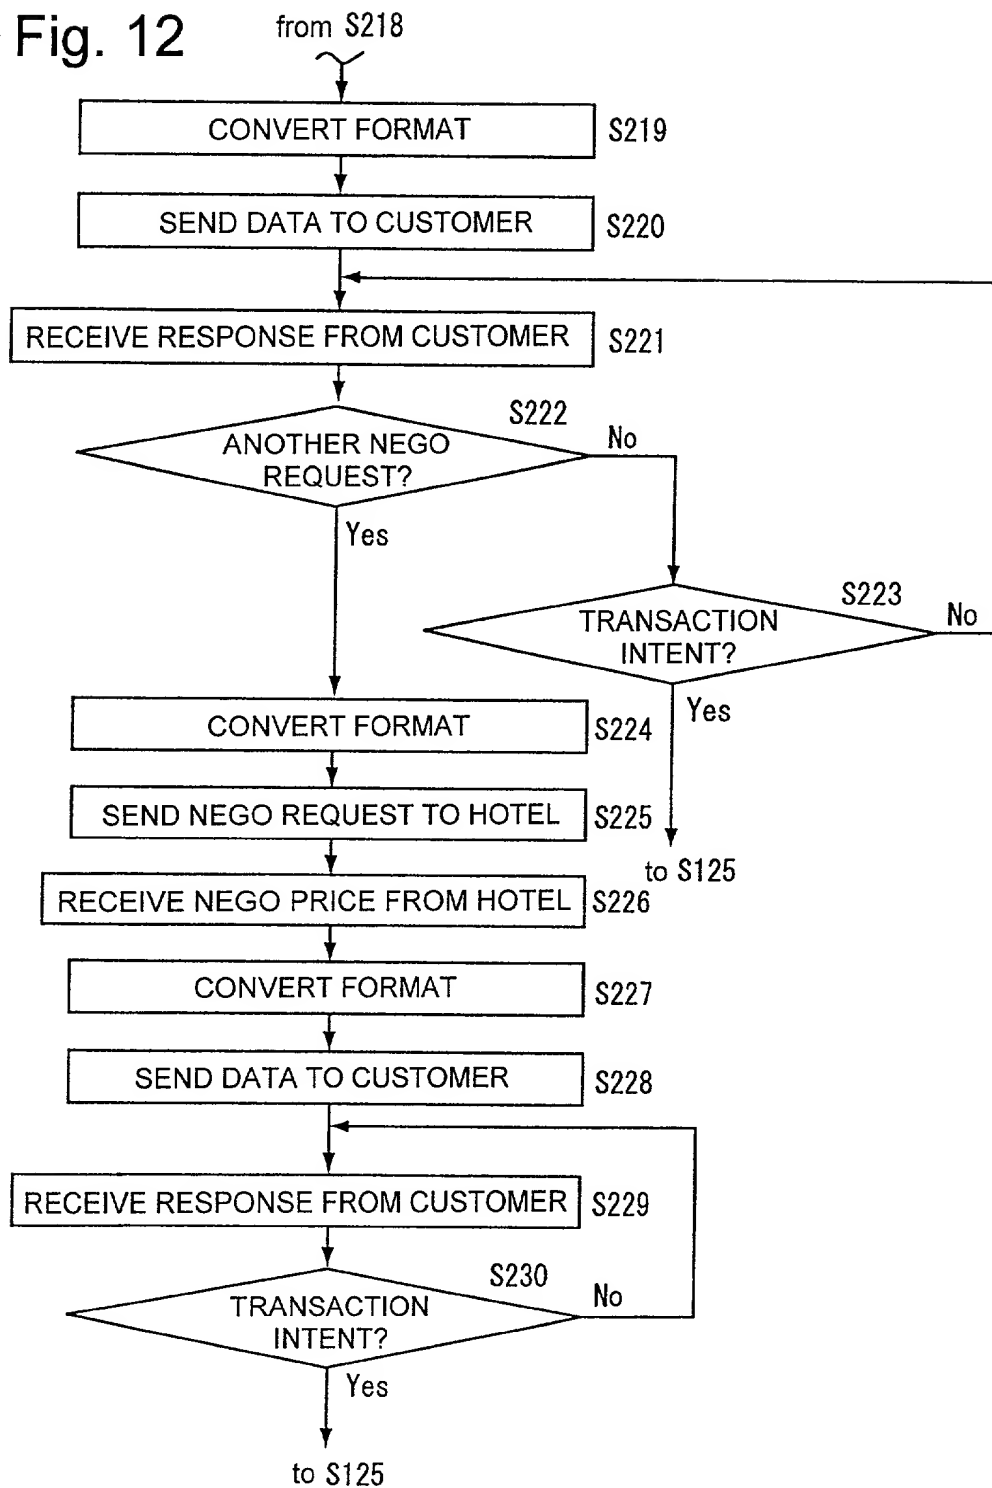 Fig. 12
from S218
CONVERT FORMAT
S219
SEND DATA TO CUSTOMER
S220
RECEIVE RESPONSE FROM CUSTOMER
S221
S222
ANOTHER NEGO
REQUEST?
No
Yes
S223
TRANSACTION
INTENT?
No
Yes
to S125
CONVERT FORMAT
S224
SEND NEGO REQUEST TO HOTEL
S225
RECEIVE NEGO PRICE FROM HOTEL
S226
CONVERT FORMAT
S227
SEND DATA TO CUSTOMER
S228
RECEIVE RESPONSE FROM CUSTOMER
S229
S230
TRANSACTION
INTENT?
No
Yes
to S125